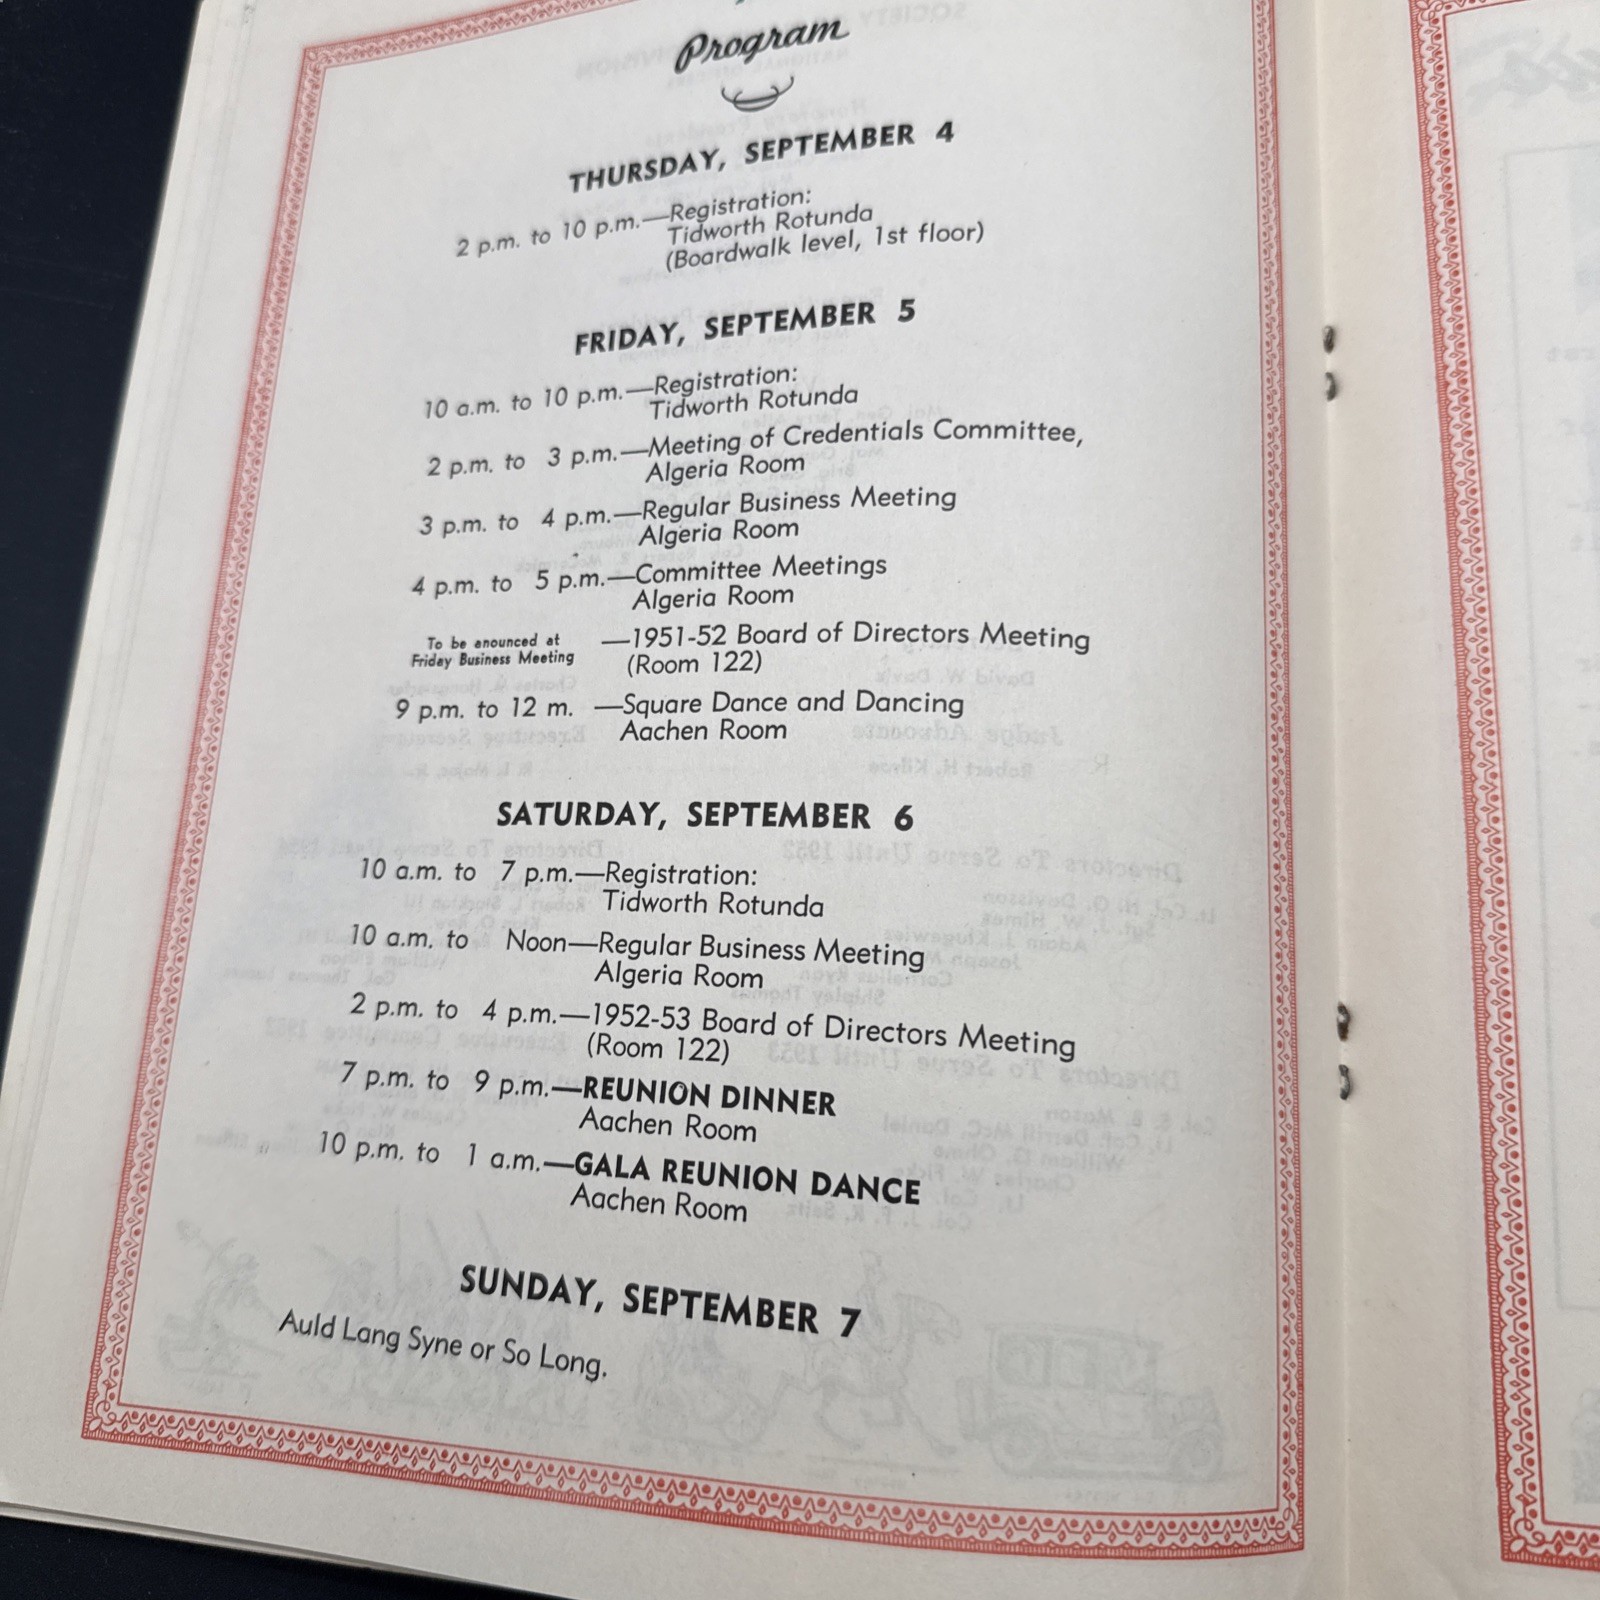 Program
THURSDAY, SEPTEMBER 4
2 p.m. to 10 p.m.—Registration:
Tidworth Rotunda
(Boardwalk level, 1st floor)
FRIDAY, SEPTEMBER 5
10 a.m. to 10 p.m.—Registration:
Tidworth Rotunda
2 p.m. to 3 p.m.—Meeting of Credentials Committee,
Algeria Room
3 p.m. to 4 p.m.—Regular Business Meeting
Algeria Room
4 p.m. to 5 p.m.—Committee Meetings
Algeria Room
To be anounced at
Friday Business Meeting —1951-52 Board of Directors Meeting
(Room 122)
9 p.m. to 12 m. —Square Dance and Dancing
Aachen Room
SATURDAY, SEPTEMBER 6
10 a.m. to 7 p.m.—Registration:
Tidworth Rotunda
10 a.m. to Noon—Regular Business Meeting
Algeria Room
2 p.m. to 4 p.m.—1952-53 Board of Directors Meeting
(Room 122)
7 p.m. to 9 p.m.—REUNION DINNER
Aachen Room
10 p.m. to 1 a.m.—GALA REUNION DANCE
Aachen Room
SUNDAY, SEPTEMBER 7
Auld Lang Syne or So Long.